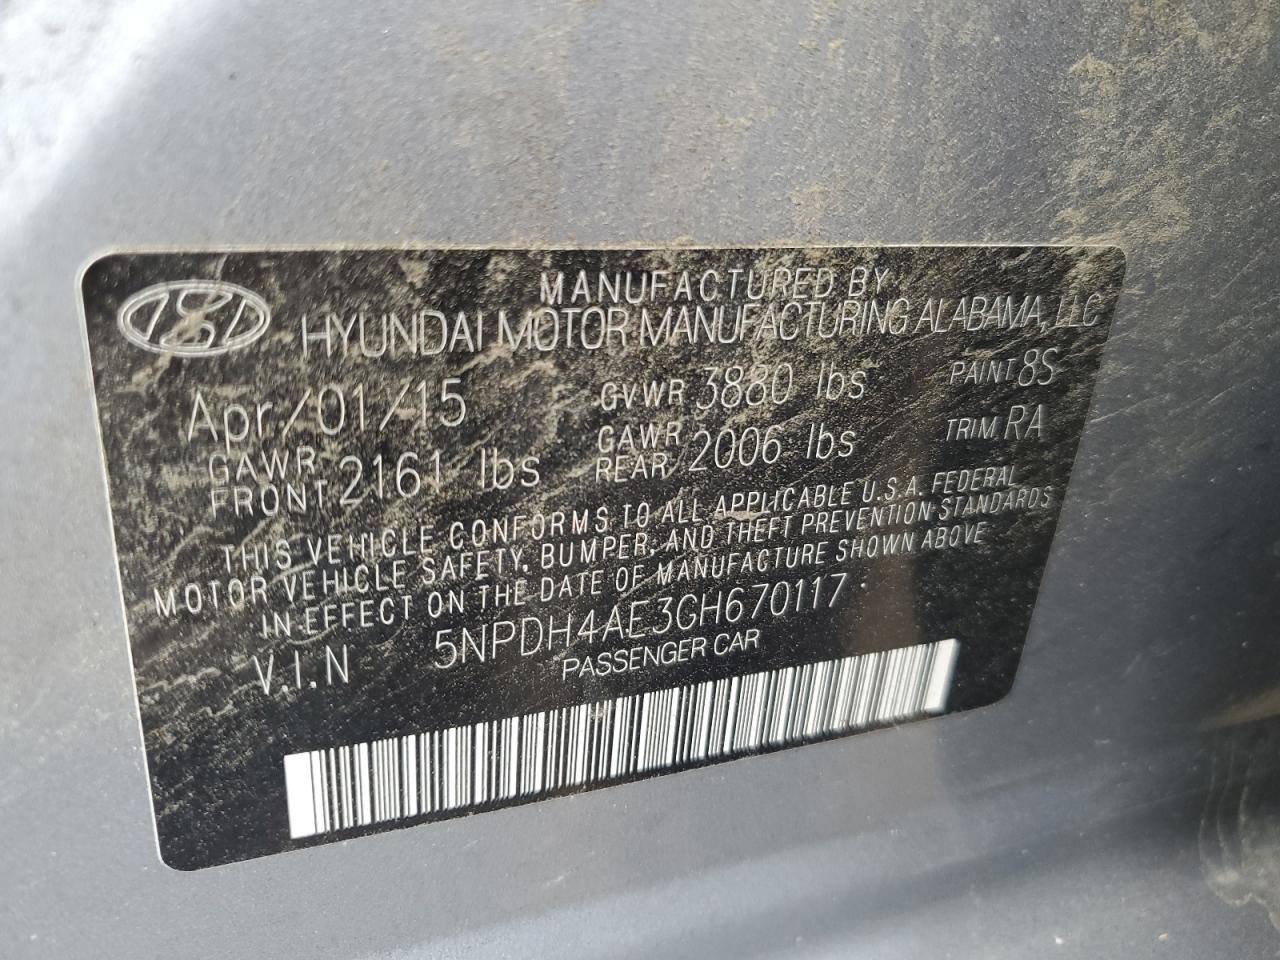 MANUFACTURED BY
HYUNDAI MOTOR MANUFACTURING ALABAMA, LLC
Apr/01/15 GVWR 3880 lbs PAINT 8S
GAWR FRONT 2161 lbs GAWR REAR 2006 lbs TRIM RA
THIS VEHICLE CONFORMS TO ALL APPLICABLE U.S.A. FEDERAL
MOTOR VEHICLE SAFETY, BUMPER, AND THEFT PREVENTION STANDARDS
IN EFFECT ON THE DATE OF MANUFACTURE SHOWN ABOVE
V.I.N 5NPDH4AE3GH670117
PASSENGER CAR